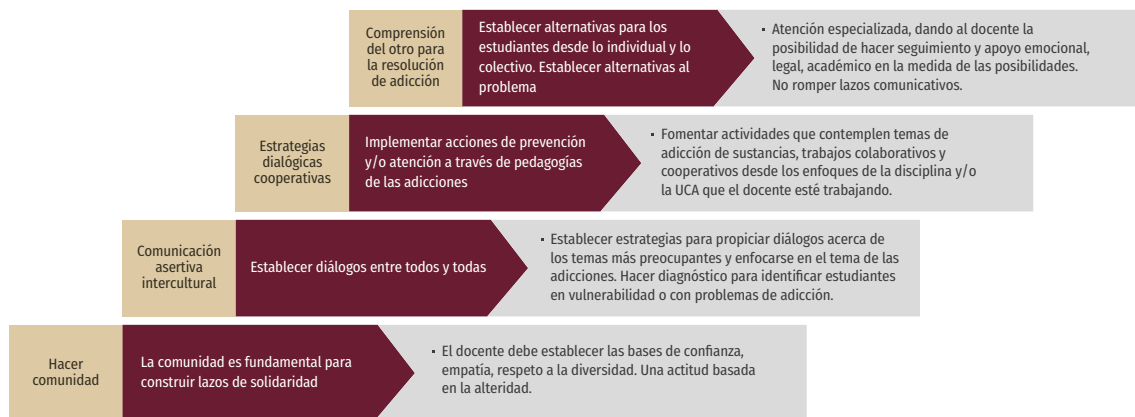 Comprensión
del otro para
la resolución
de adicción
Establecer alternativas para los
estudiantes desde lo individual y lo
colectivo. Establecer alternativas al
problema
▪ Atención especializada, dando al docente la
posibilidad de hacer seguimiento y apoyo emocional,
legal, académico en la medida de las posibilidades.
No romper lazos comunicativos.
Estrategias
dialógicas
cooperativas
Implementar acciones de prevención
y/o atención a través de pedagogías
de las adicciones
▪ Fomentar actividades que contemplen temas de
adicción de sustancias, trabajos colaborativos y
cooperativos desde los enfoques de la disciplina y/o
la UCA que el docente esté trabajando.
Comunicación
asertiva
intercultural
Establecer diálogos entre todos y todas
▪ Establecer estrategias para propiciar diálogos acerca de
los temas más preocupantes y enfocarse en el tema de las
adicciones. Hacer diagnóstico para identificar estudiantes
en vulnerabilidad o con problemas de adicción.
Hacer
comunidad
La comunidad es fundamental para
construir lazos de solidaridad
▪ El docente debe establecer las bases de confianza,
empatía, respeto a la diversidad. Una actitud basada
en la alteridad.